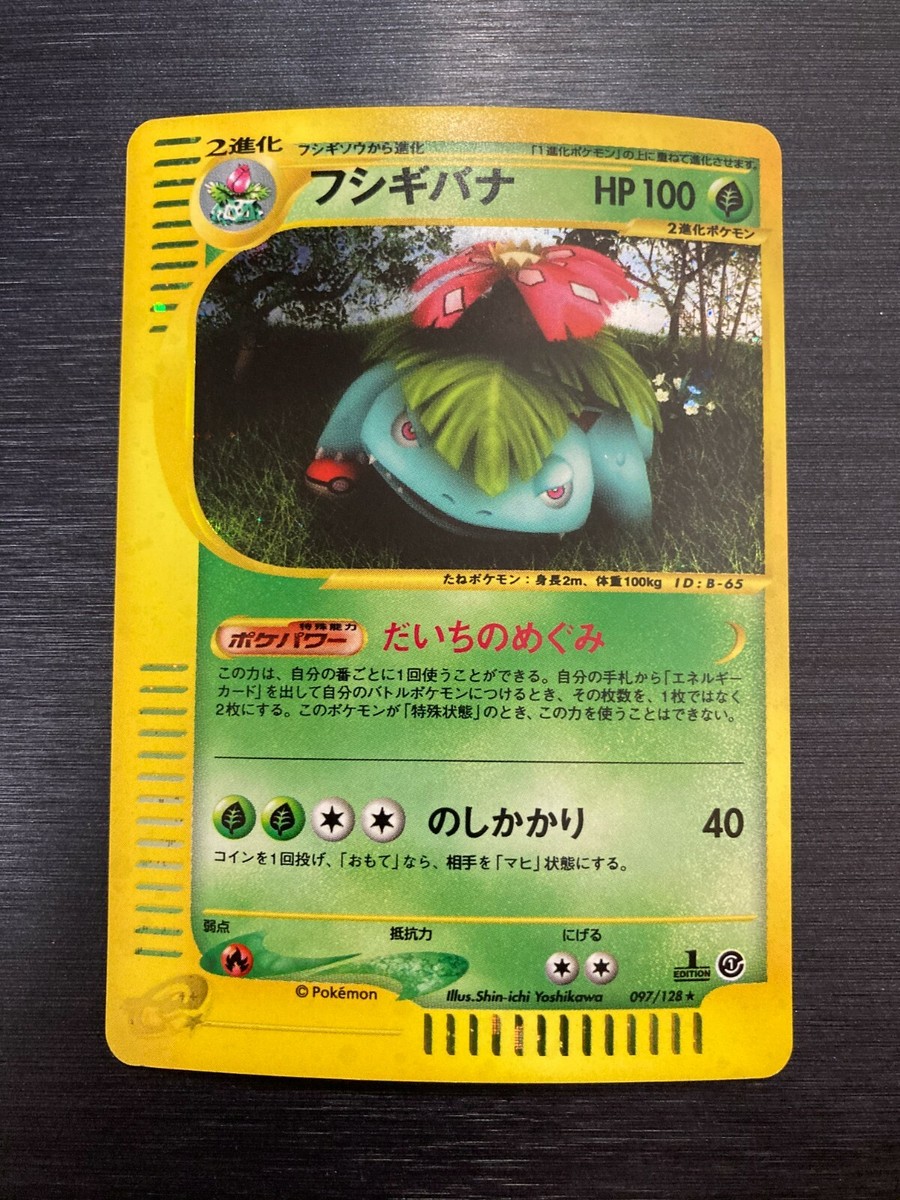 2進化 フシギソウから進化 「1進化ポケモン」の上に重ねて進化させます。
フシギバナ HP 100
2進化ポケモン
たねポケモン：身長2m、体重100kg ID:B-65
特殊能力
ポケパワー だいちのめぐみ
この力は、自分の番ごとに1回使うことができる。自分の手札から「エネルギー
カード」を出して自分のバトルポケモンにつけるとき、その枚数を、1枚ではなく
2枚にする。このポケモンが「特殊状態」のとき、この力を使うことはできない。
のしかかり 40
コインを1回投げ、「おもて」なら、相手を「マヒ」状態にする。
弱点 抵抗力 にげる
1
EDITION
© Pokémon Illus.Shin-ichi Yoshikawa 097/128 ★
e